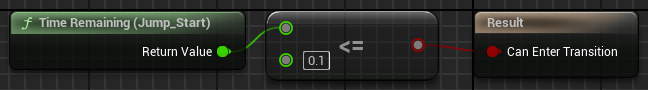 f Time Remaining (Jump_Start)
Return Value
0.1
<=
Result
Can Enter Transition